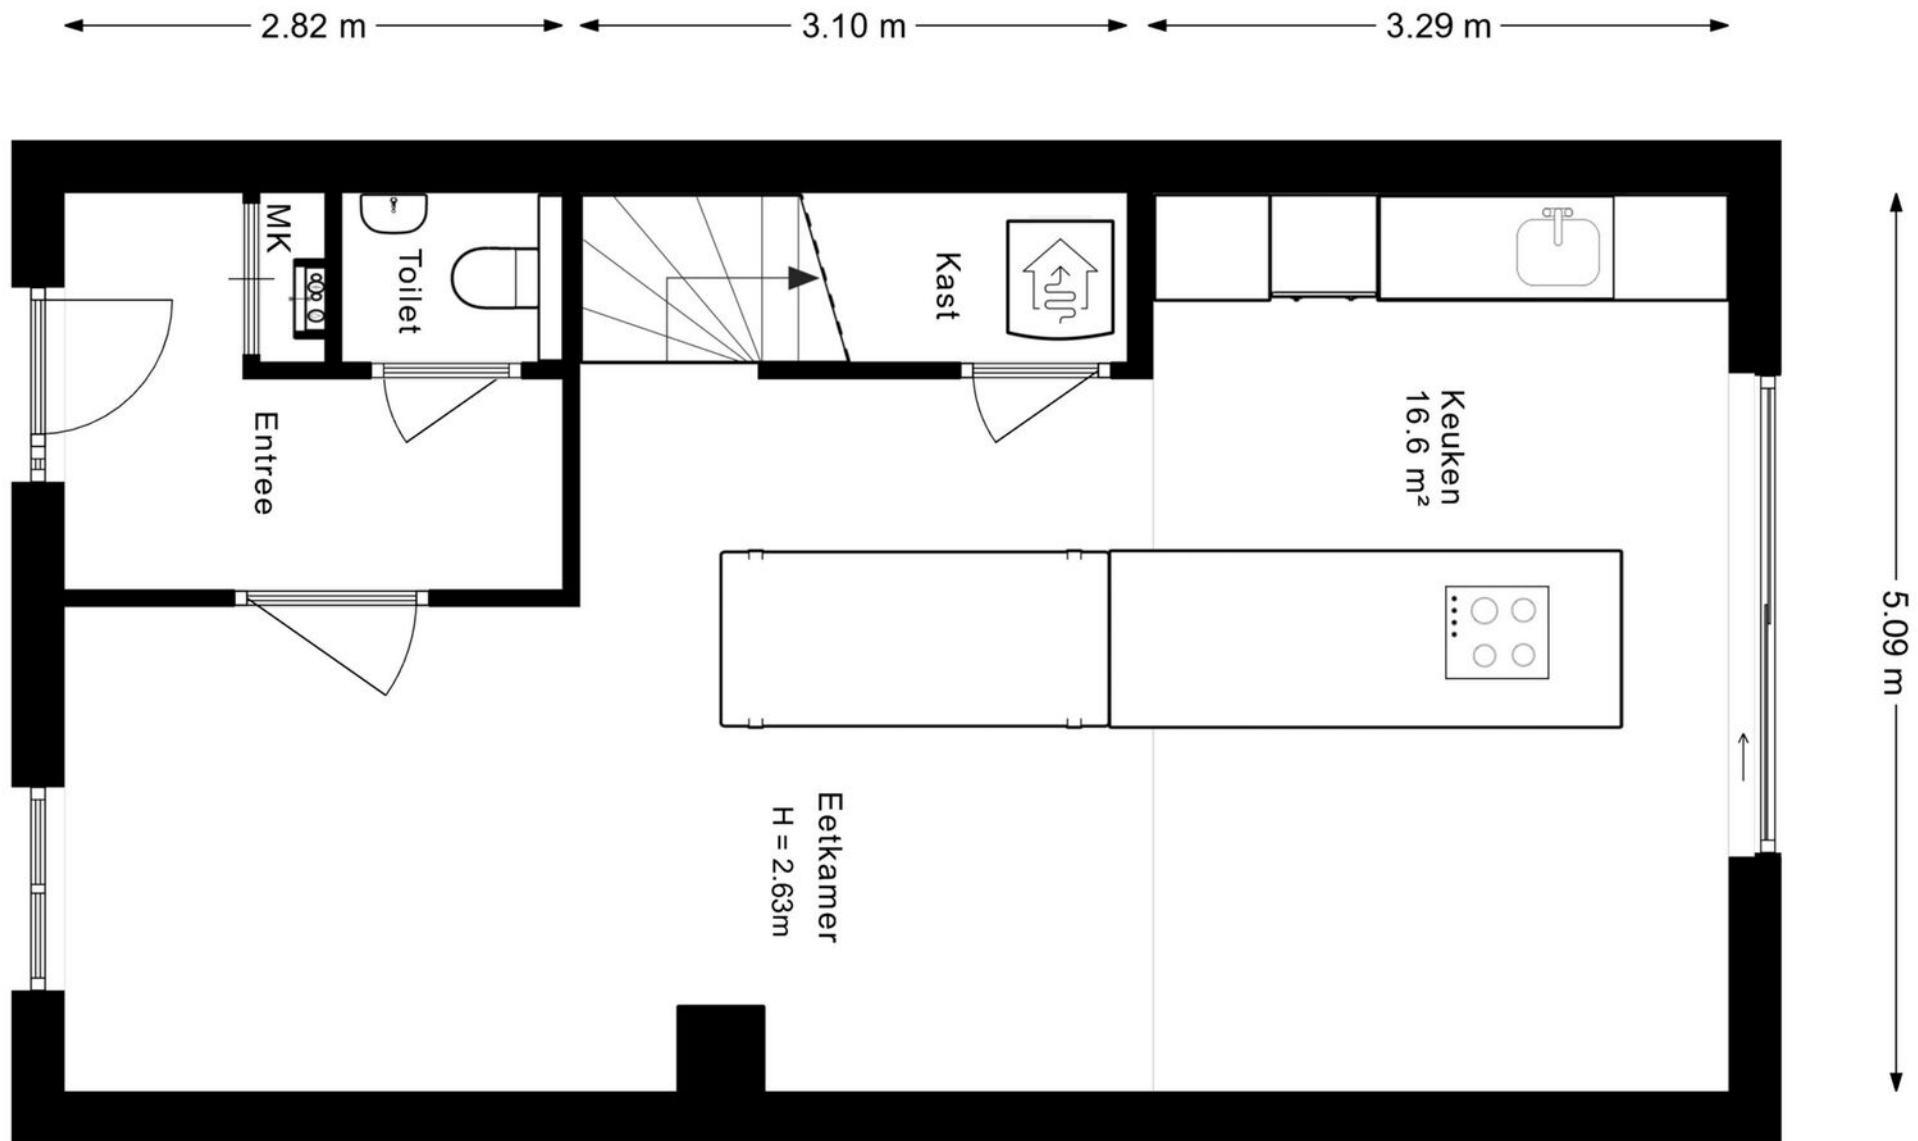 2.82 m
3.10 m
3.29 m
MK
Toilet
Kast
Entree
Keuken
16.6 m²
5.09 m
Eetkamer
H = 2.63m